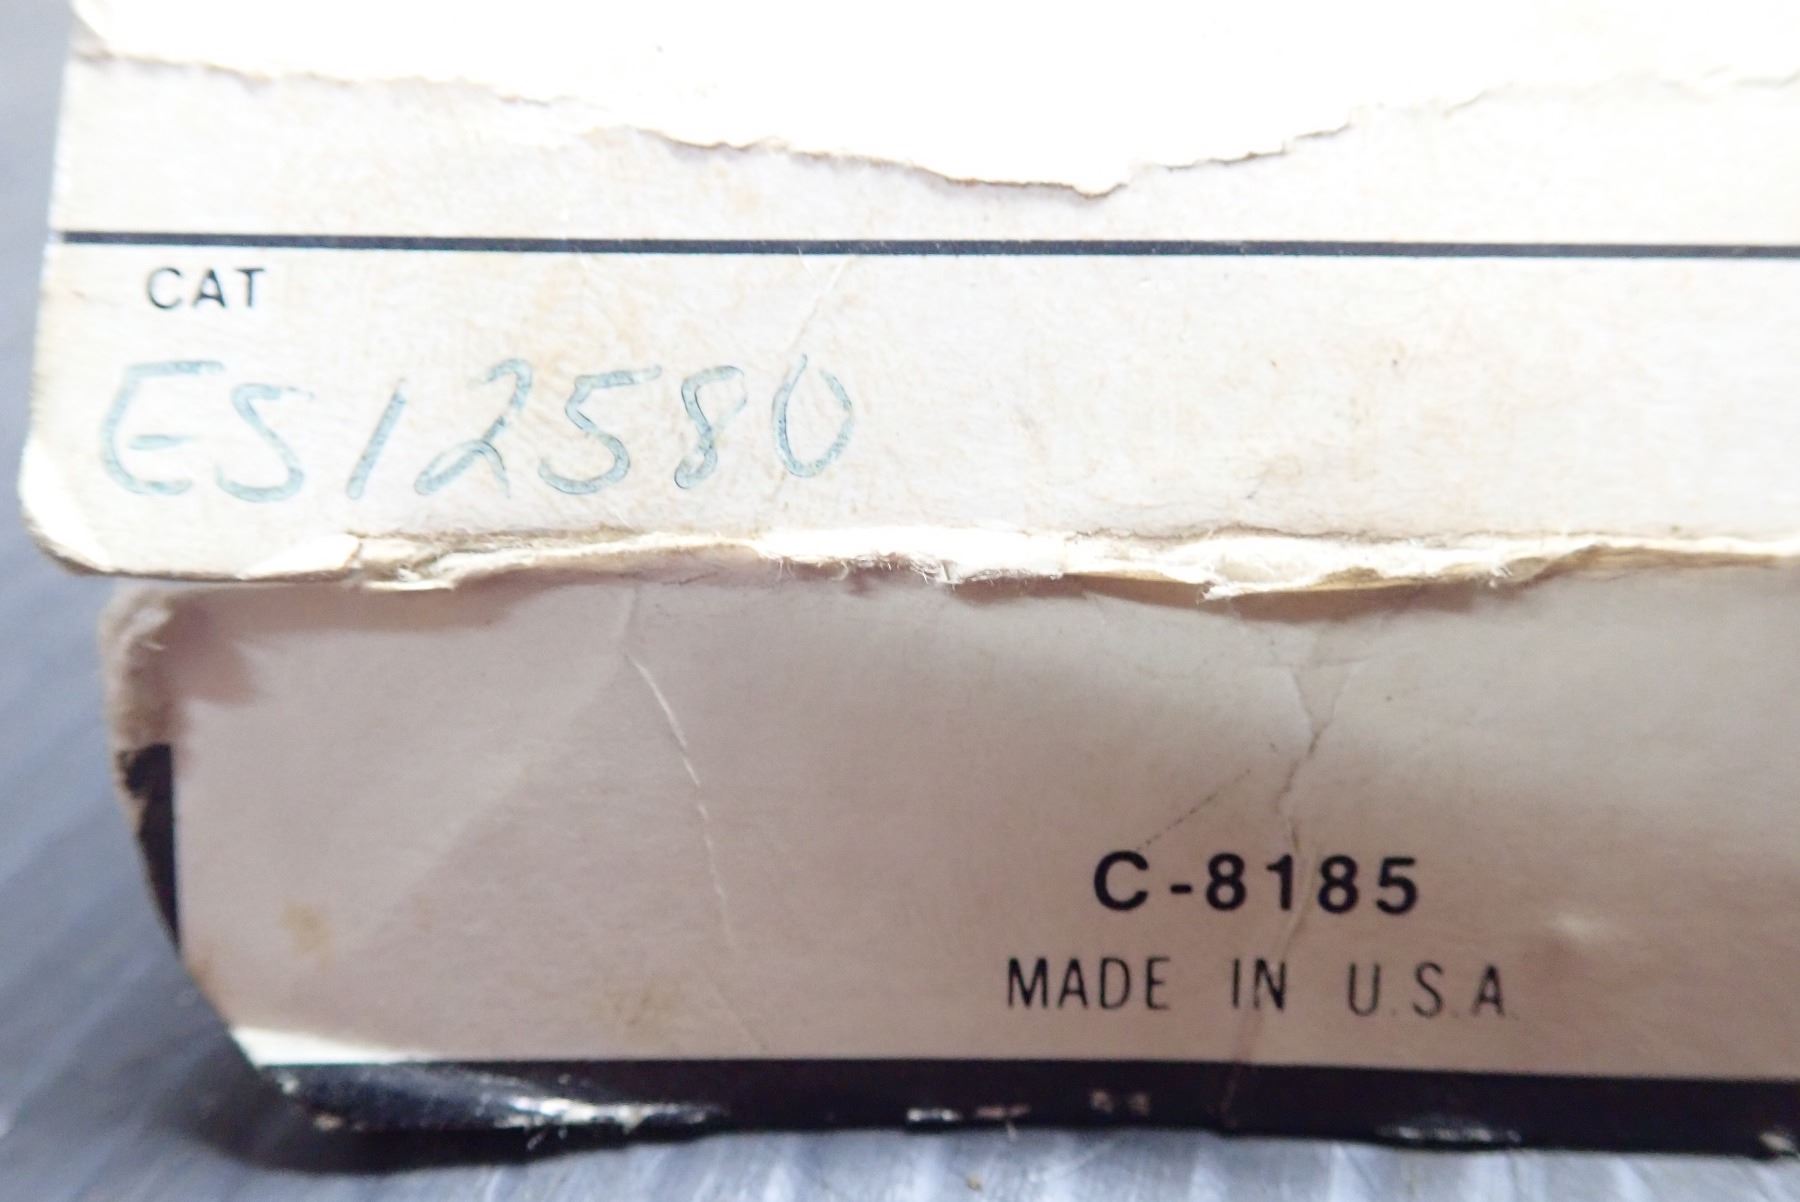 CAT
ES12580
C-8185
MADE IN U.S.A.